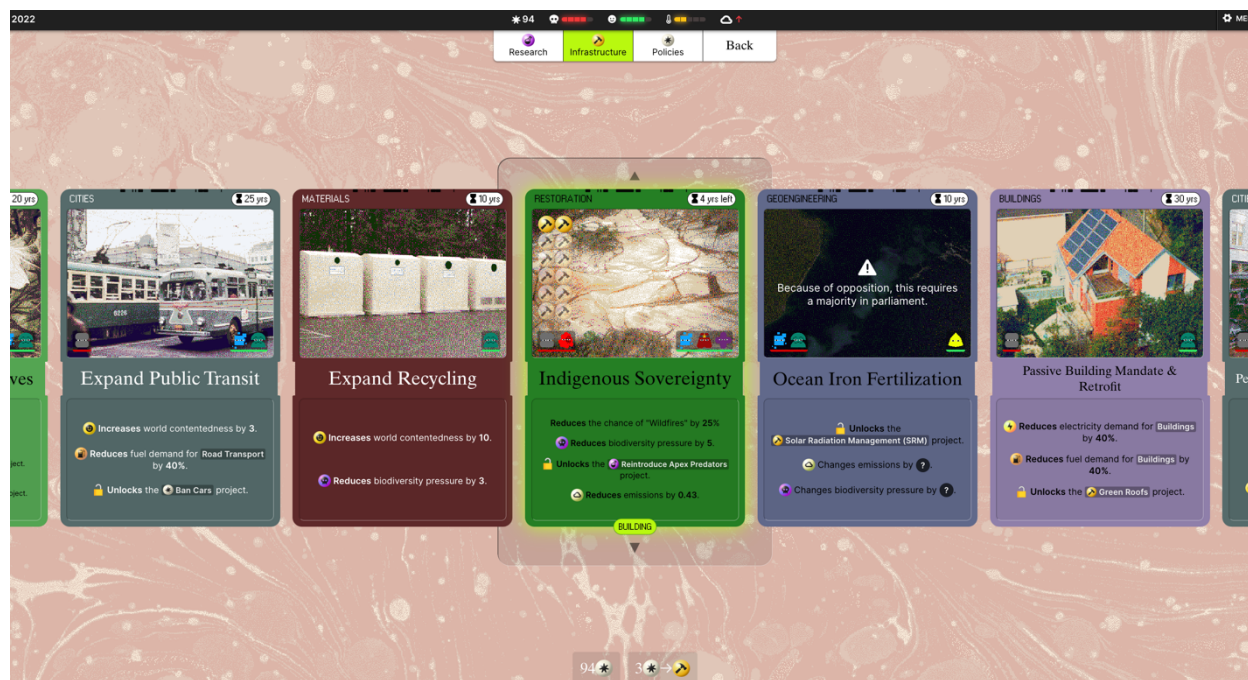 2022
94
ME
Research
Infrastructure
Policies
Back
20 yrs
ves
ject.
ject.
CITIES
25 yrs
6226
Expand Public Transit
Increases world contentedness by 3.
Reduces fuel demand for Road Transport
by 40%.
Unlocks the Ban Cars project.
MATERIALS
10 yrs
Expand Recycling
Increases world contentedness by 10.
Reduces biodiversity pressure by 3.
RESTORATION
4 yrs left
Indigenous Sovereignty
Reduces the chance of "Wildfires" by 25%
Reduces biodiversity pressure by 5.
Unlocks the Reintroduce Apex Predators
project.
Reduces emissions by 0.43.
BUILDING
GEOENGINEERING
10 yrs
Because of opposition, this requires
a majority in parliament.
Ocean Iron Fertilization
Unlocks the
Solar Radiation Management (SRM) project.
Changes emissions by ?.
Changes biodiversity pressure by ?.
BUILDINGS
30 yrs
Passive Building Mandate &
Retrofit
Reduces electricity demand for Buildings
by 40%.
Reduces fuel demand for Buildings by
40%.
Unlocks the Green Roofs project.
CITIE
Pe
94
3